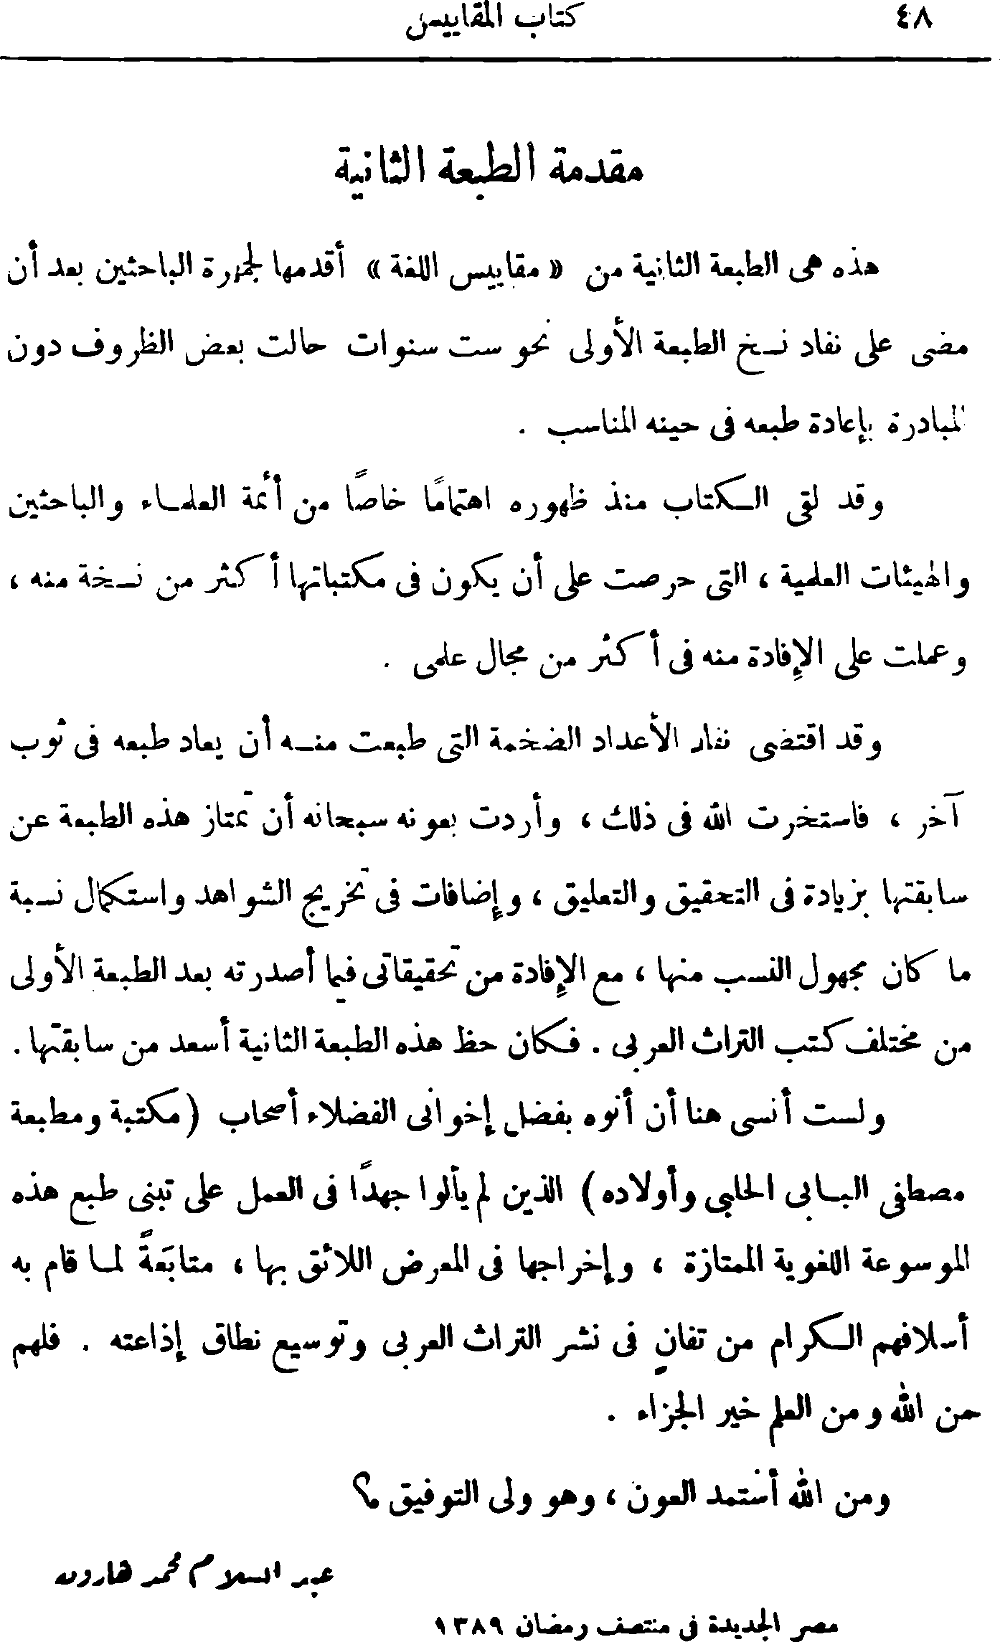 ٤٨ كتاب المقاييس
مقدمة الطبعة الثانية
هذه هى الطبعة الثانية من « مقاييس اللغة » أقدمها لجمهرة الباحثين بعد أن
مضى على نفاد نسخ الطبعة الأولى نحو ست سنوات حالت بعض الظروف دون
المبادرة بإعادة طبعه فى حينه المناسب .
وقد لقى الكتاب منذ ظهوره اهتمامًا خاصًا من أئمة العلماء والباحثين
والهيئات العلمية ، التى حرصت على أن يكون فى مكتباتها أكثر من نسخة منه ،
وعملت على الإفادة منه فى أكثر من مجال علمى .
وقد اقتضى نفاد الأعداد الضخمة التى طبعت منه أن يعاد طبعه فى ثوب
آخر ، فاستخرت الله فى ذلك ، وأردت بعونه سبحانه أن تمتاز هذه الطبعة عن
سابقتها بزيادة فى التحقيق والتعليق ، وإضافات فى تخريج الشواهد واستكمال نسبة
ما كان مجهول النسب منها ، مع الإفادة من تحقيقاتى فيما أصدرته بعد الطبعة الأولى
من مختلف كتب التراث العربى . فكان حظ هذه الطبعة الثانية أسعد من سابقتها .
ولست أنسى هنا أن أنوه بفضل إخوانى الفضلاء أصحاب (مكتبة ومطبعة
مصطفى البابى الحلبى وأولاده) الذين لم يألوا جهدًا فى العمل على تبنى طبع هذه
الموسوعة اللغوية الممتازة ، وإخراجها فى المعرض اللائق بها ، متابَعةً لما قام به
أسلافهم الكرام من تفانٍ فى نشر التراث العربى وتوسيع نطاق إذاعته . فلهم
من الله ومن العلم خير الجزاء .
ومن الله أستمد العون ، وهو ولى التوفيق ؟
عبد السلام محمد هارون
مصر الجديدة فى منتصف رمضان ١٣٨٩